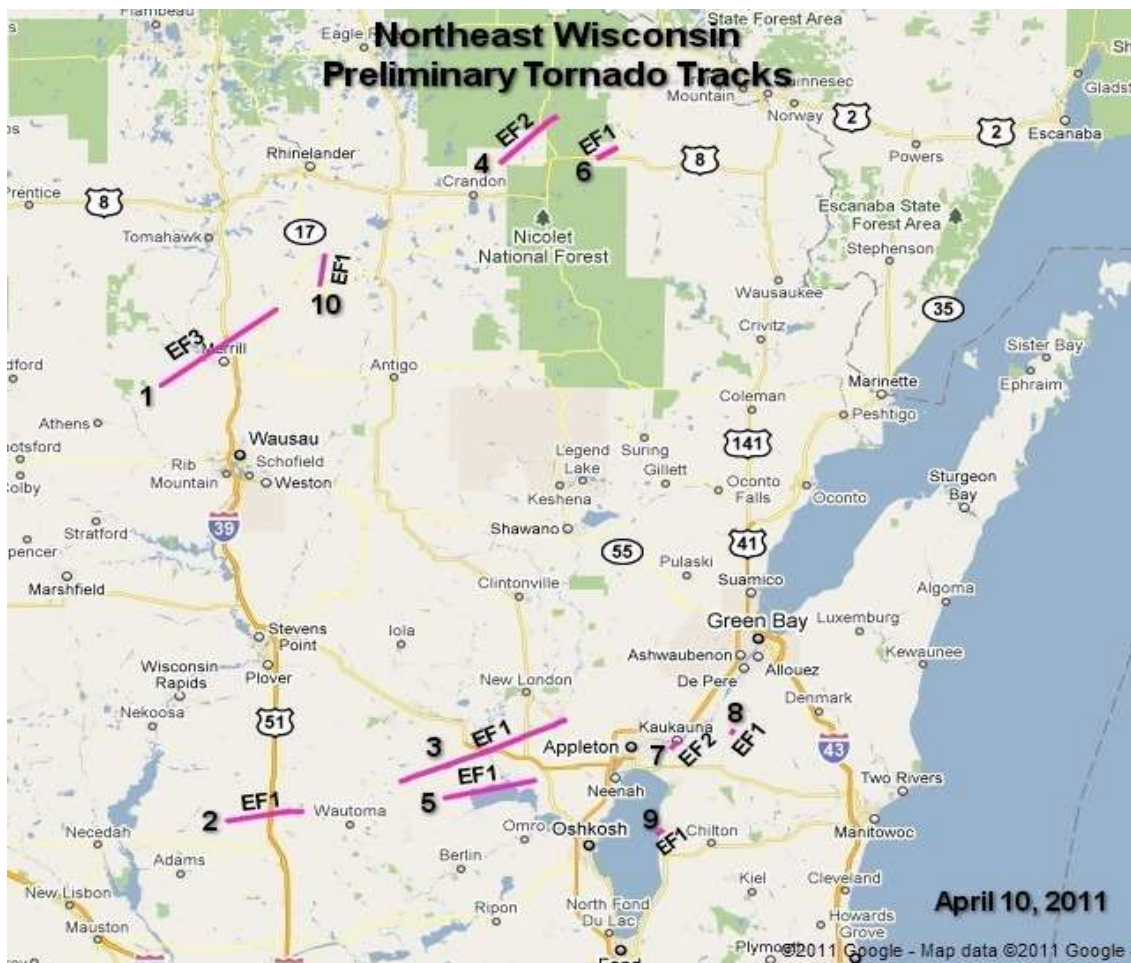 Flambeau
Eagle R
State Forest Area
Northeast Wisconsin
Preliminary Tornado Tracks
Mountain
Norway
Gladst
Escanaba
2
2
Powers
EF2
4
EF1
6
8
Rhinelander
Crandon
Prentice
8
Tomahawk
17
Nicolet
National Forest
Escanaba State
Forest Area
Stephenson
EF1
10
Wausaukee
35
EF3
Merrill
1
Crivitz
Sister Bay
Ephraim
Antigo
Marinette
Coleman
Peshtigo
Athens
Wausau
Rib
Mountain
Schofield
Weston
Legend
Lake
Suring
Gillett
141
Keshena
Oconto
Falls
Oconto
Sturgeon
Bay
Colby
Stratford
39
Shawano
55
41
Marshfield
Pulaski
Suamico
Clintonville
Algoma
Green Bay
Luxemburg
Stevens
Point
Iola
Ashwaubenon
Allouez
Kewaunee
Plover
Wisconsin
Rapids
De Pere
New London
Denmark
Nekoosa
51
3
EF1
Appleton
Kaukauna
7
EF2
8
EF1
43
5
EF1
Neenah
Two Rivers
2
EF1
Wautoma
Omro
Oshkosh
9
EF1
Chilton
Manitowoc
Necedah
Adams
Berlin
Kiel
Cleveland
New Lisbon
Mauston
Ripon
North Fond
Du Lac
Howards
Grove
April 10, 2011
Plymouth
©2011 Google - Map data ©2011 Google